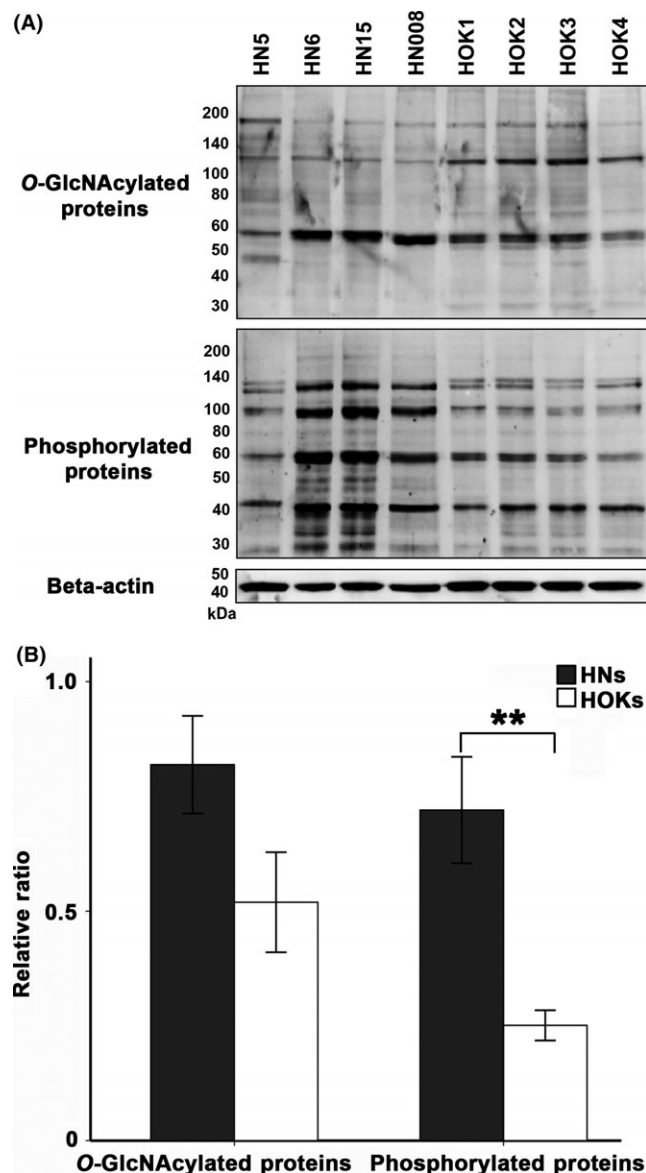 (A)
HN5 HN6 HN15 HN008 HOK1 HOK2 HOK3 HOK4
200
140
100
80
60
50
40
30
O-GlcNAcylated
proteins
200
140
100
80
60
50
40
30
Phosphorylated
proteins
50
40
Beta-actin
kDa
(B)
HNs
HOKs
**
1.0
0.5
0
Relative ratio
O-GlcNAcylated proteins Phosphorylated proteins